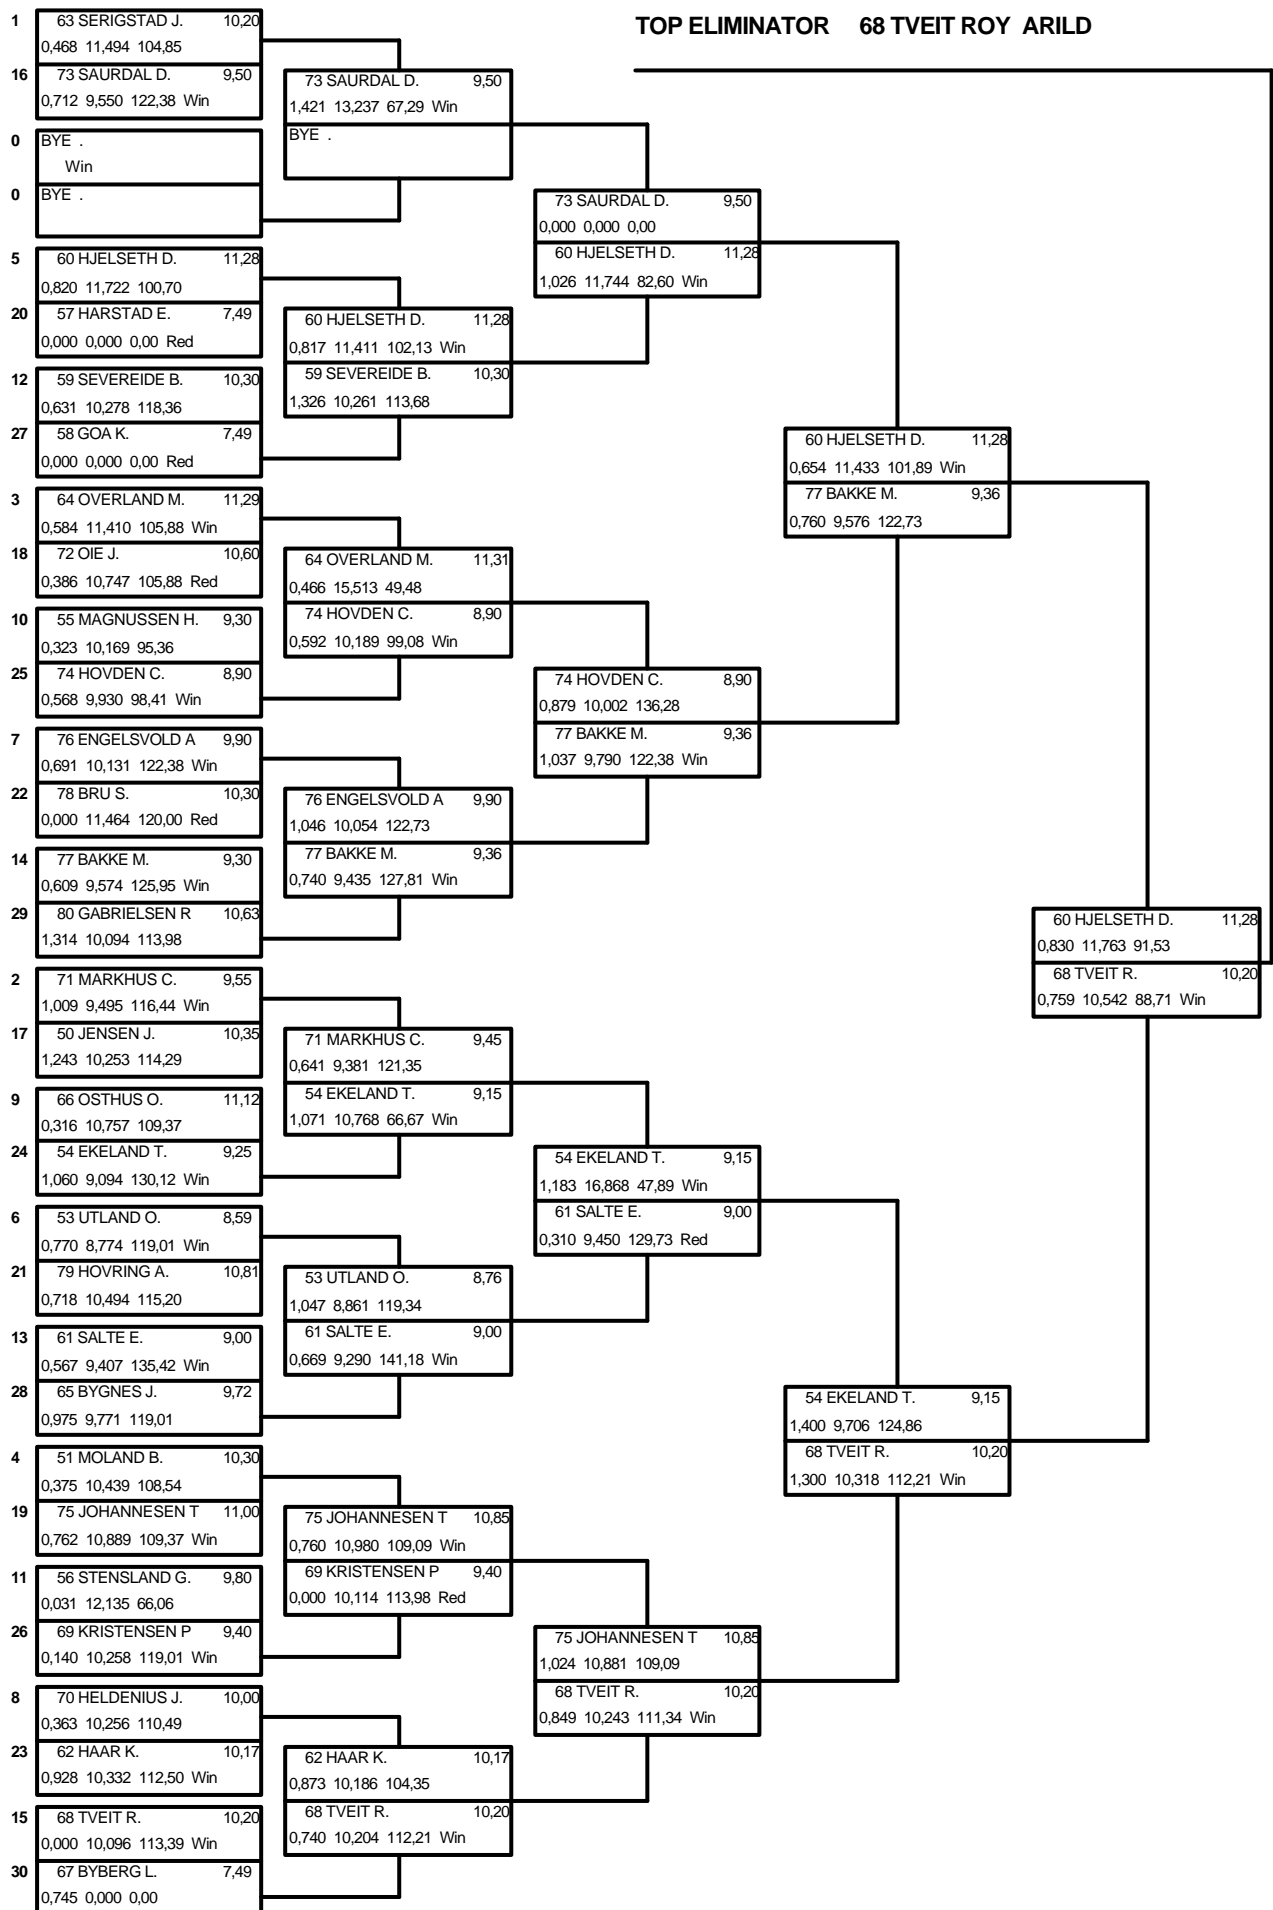 TOP ELIMINATOR 68 TVEIT ROY ARILD
1 63 SERIGSTAD J. 10,20
0,468 11,494 104,85
16 73 SAURDAL D. 9,50
0,712 9,550 122,38 Win
0 BYE .
Win
0 BYE .
5 60 HJELSETH D. 11,28
0,820 11,722 100,70
20 57 HARSTAD E. 7,49
0,000 0,000 0,00 Red
12 59 SEVEREIDE B. 10,30
0,631 10,278 118,36
27 58 GOA K. 7,49
0,000 0,000 0,00 Red
3 64 OVERLAND M. 11,29
0,584 11,410 105,88 Win
18 72 OIE J. 10,60
0,386 10,747 105,88 Red
10 55 MAGNUSSEN H. 9,30
0,323 10,169 95,36
25 74 HOVDEN C. 8,90
0,568 9,930 98,41 Win
7 76 ENGELSVOLD A 9,90
0,691 10,131 122,38 Win
22 78 BRU S. 10,30
0,000 11,464 120,00 Red
14 77 BAKKE M. 9,30
0,609 9,574 125,95 Win
29 80 GABRIELSEN R 10,63
1,314 10,094 113,98
2 71 MARKHUS C. 9,55
1,009 9,495 116,44 Win
17 50 JENSEN J. 10,35
1,243 10,253 114,29
9 66 OSTHUS O. 11,12
0,316 10,757 109,37
24 54 EKELAND T. 9,25
1,060 9,094 130,12 Win
6 53 UTLAND O. 8,59
0,770 8,774 119,01 Win
21 79 HOVRING A. 10,81
0,718 10,494 115,20
13 61 SALTE E. 9,00
0,567 9,407 135,42 Win
28 65 BYGNES J. 9,72
0,975 9,771 119,01
4 51 MOLAND B. 10,30
0,375 10,439 108,54
19 75 JOHANNESEN T 11,00
0,762 10,889 109,37 Win
11 56 STENSLAND G. 9,80
0,031 12,135 66,06
26 69 KRISTENSEN P 9,40
0,140 10,258 119,01 Win
8 70 HELDENIUS J. 10,00
0,363 10,256 110,49
23 62 HAAR K. 10,17
0,928 10,332 112,50 Win
15 68 TVEIT R. 10,20
0,000 10,096 113,39 Win
30 67 BYBERG L. 7,49
0,745 0,000 0,00
73 SAURDAL D. 9,50
1,421 13,237 67,29 Win
BYE .
60 HJELSETH D. 11,28
0,817 11,411 102,13 Win
59 SEVEREIDE B. 10,30
1,326 10,261 113,68
64 OVERLAND M. 11,31
0,466 15,513 49,48
74 HOVDEN C. 8,90
0,592 10,189 99,08 Win
76 ENGELSVOLD A 9,90
1,046 10,054 122,73
77 BAKKE M. 9,36
0,740 9,435 127,81 Win
71 MARKHUS C. 9,45
0,641 9,381 121,35
54 EKELAND T. 9,15
1,071 10,768 66,67 Win
53 UTLAND O. 8,76
1,047 8,861 119,34
61 SALTE E. 9,00
0,669 9,290 141,18 Win
75 JOHANNESEN T 10,85
0,760 10,980 109,09 Win
69 KRISTENSEN P 9,40
0,000 10,114 113,98 Red
62 HAAR K. 10,17
0,873 10,186 104,35
68 TVEIT R. 10,20
0,740 10,204 112,21 Win
73 SAURDAL D. 9,50
0,000 0,000 0,00
60 HJELSETH D. 11,28
1,026 11,744 82,60 Win
74 HOVDEN C. 8,90
0,879 10,002 136,28
77 BAKKE M. 9,36
1,037 9,790 122,38 Win
54 EKELAND T. 9,15
1,183 16,868 47,89 Win
61 SALTE E. 9,00
0,310 9,450 129,73 Red
75 JOHANNESEN T 10,85
1,024 10,881 109,09
68 TVEIT R. 10,20
0,849 10,243 111,34 Win
60 HJELSETH D. 11,28
0,654 11,433 101,89 Win
77 BAKKE M. 9,36
0,760 9,576 122,73
54 EKELAND T. 9,15
1,400 9,706 124,86
68 TVEIT R. 10,20
1,300 10,318 112,21 Win
60 HJELSETH D. 11,28
0,830 11,763 91,53
68 TVEIT R. 10,20
0,759 10,542 88,71 Win